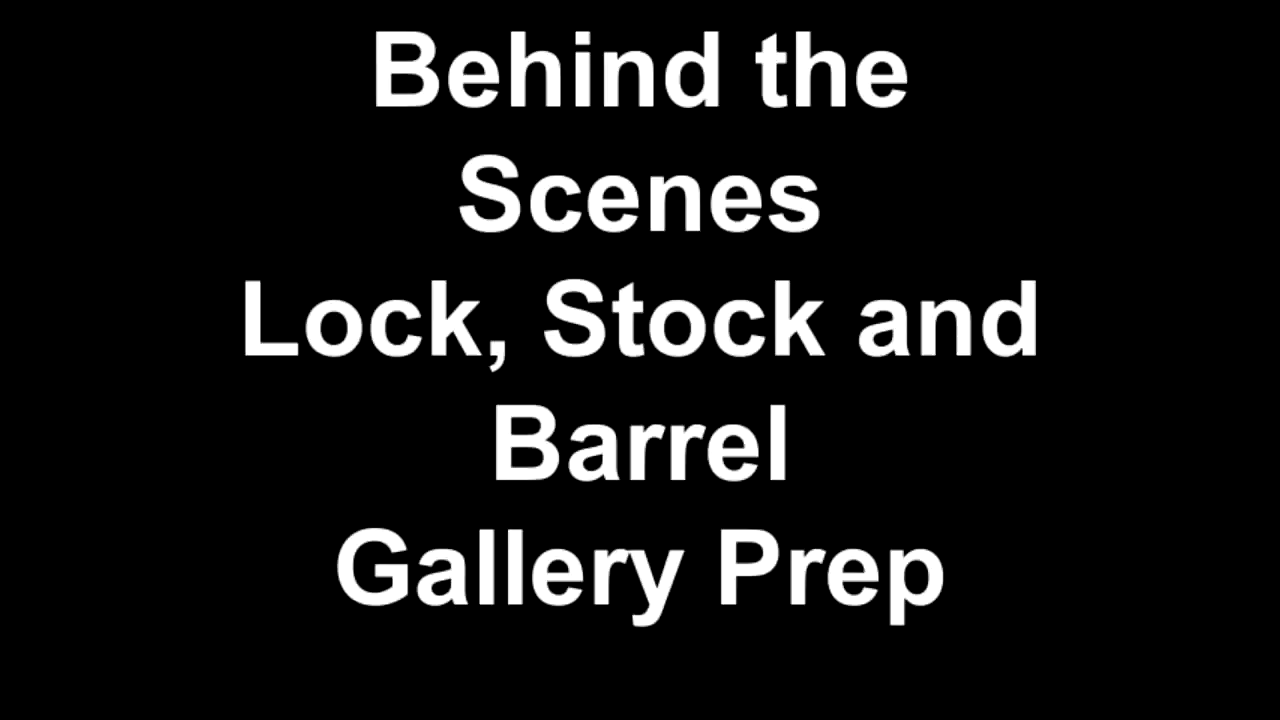 Behind the
Scenes
Lock, Stock and
Barrel
Gallery Prep